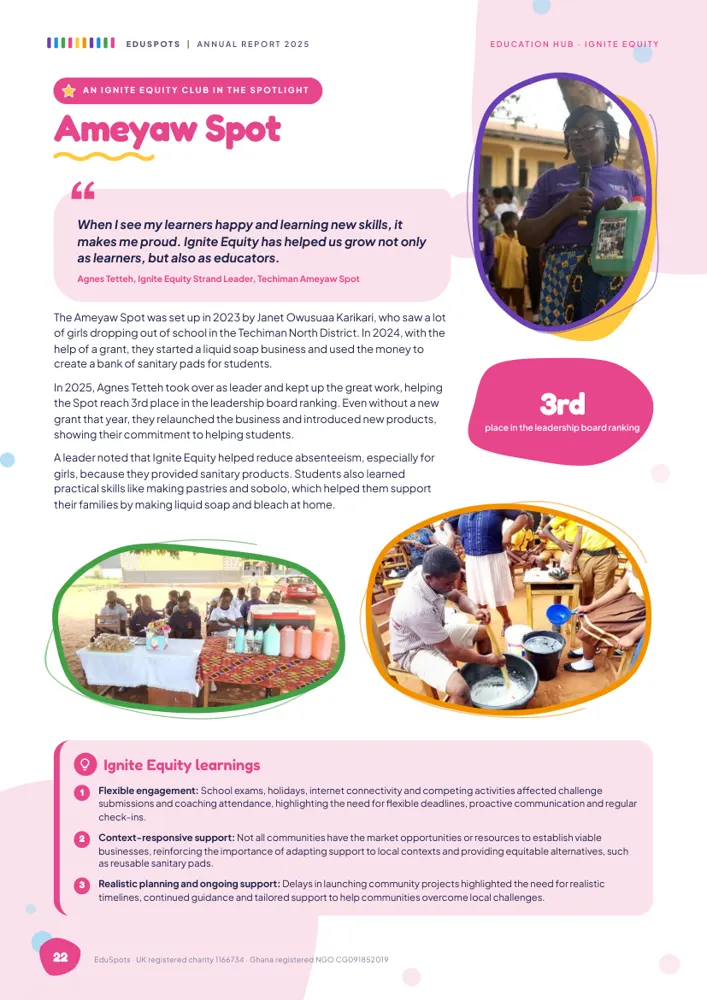 EDUSPOTS | ANNUAL REPORT 2025
EDUCATION HUB · IGNITE EQUITY
AN IGNITE EQUITY CLUB IN THE SPOTLIGHT
Ameyaw Spot
“
When I see my learners happy and learning new skills, it
makes me proud. Ignite Equity has helped us grow not only
as learners, but also as educators.
Agnes Tetteh, Ignite Equity Strand Leader, Techiman Ameyaw Spot
The Ameyaw Spot was set up in 2023 by Janet Owusuaa Karikari, who saw a lot
of girls dropping out of school in the Techiman North District. In 2024, with the
help of a grant, they started a liquid soap business and used the money to
create a bank of sanitary pads for students.
In 2025, Agnes Tetteh took over as leader and kept up the great work, helping
the Spot reach 3rd place in the leadership board ranking. Even without a new
grant that year, they relaunched the business and introduced new products,
showing their commitment to helping students.
A leader noted that Ignite Equity helped reduce absenteeism, especially for
girls, because they provided sanitary products. Students also learned
practical skills like making pastries and sobolo, which helped them support
their families by making liquid soap and bleach at home.
3rd
place in the leadership board ranking
Ignite Equity learnings
1 Flexible engagement: School exams, holidays, internet connectivity and competing activities affected challenge
submissions and coaching attendance, highlighting the need for flexible deadlines, proactive communication and regular
check-ins.
2 Context-responsive support: Not all communities have the market opportunities or resources to establish viable
businesses, reinforcing the importance of adapting support to local contexts and providing equitable alternatives, such
as reusable sanitary pads.
3 Realistic planning and ongoing support: Delays in launching community projects highlighted the need for realistic
timelines, continued guidance and tailored support to help communities overcome local challenges.
22
EduSpots · UK registered charity 1166734 · Ghana registered NGO CG091852019